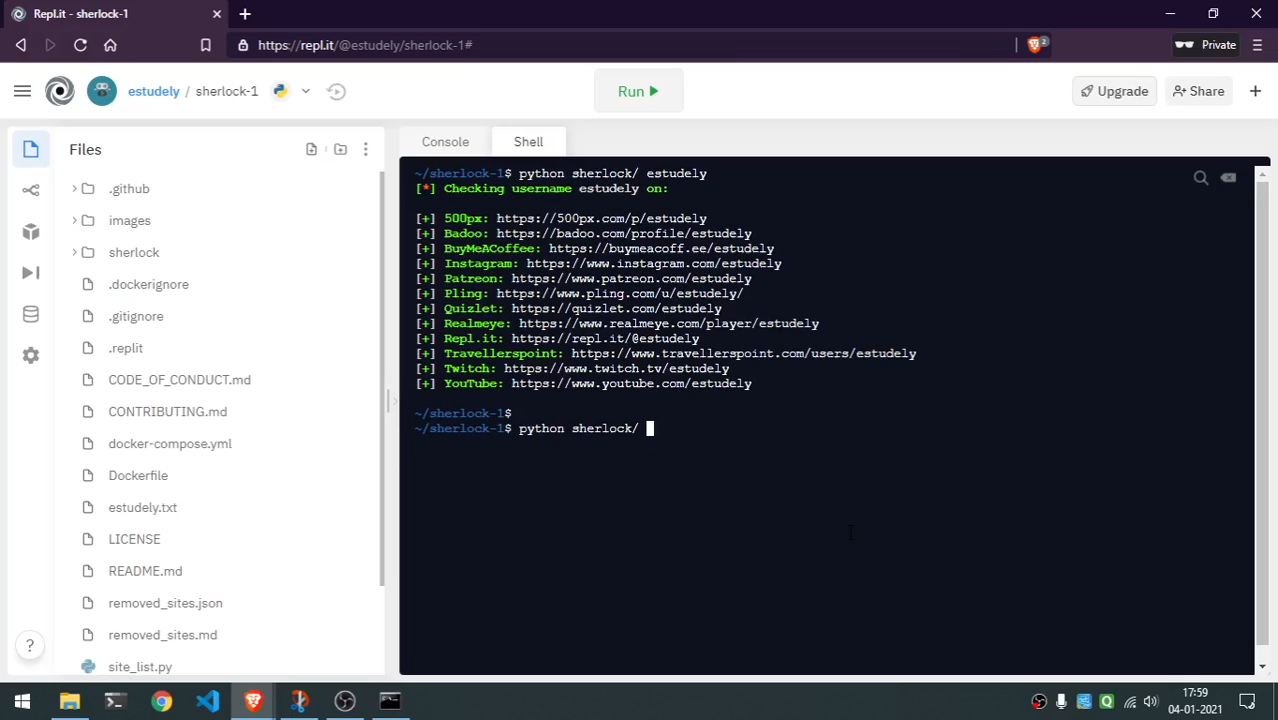 Repl.it - sherlock-1
https://repl.it/@estudely/sherlock-1#
2
Private
estudely / sherlock-1
Run
Upgrade
Share
Files
Console
Shell
.github
images
sherlock
.dockerignore
.gitignore
.replit
CODE_OF_CONDUCT.md
CONTRIBUTING.md
docker-compose.yml
Dockerfile
estudely.txt
LICENSE
README.md
removed_sites.json
removed_sites.md
site_list.py
?
~/sherlock-1$ python sherlock/ estudely
[*] Checking username estudely on:
[+] 500px: https://500px.com/p/estudely
[+] Badoo: https://badoo.com/profile/estudely
[+] BuyMeACoffee: https://buymeacoff.ee/estudely
[+] Instagram: https://www.instagram.com/estudely
[+] Patreon: https://www.patreon.com/estudely
[+] Pling: https://www.pling.com/u/estudely/
[+] Quizlet: https://quizlet.com/estudely
[+] Realmeye: https://www.realmeye.com/player/estudely
[+] Repl.it: https://repl.it/@estudely
[+] Travellerspoint: https://www.travellerspoint.com/users/estudely
[+] Twitch: https://www.twitch.tv/estudely
[+] YouTube: https://www.youtube.com/estudely
~/sherlock-1$
~/sherlock-1$ python sherlock/
17:59
04-01-2021